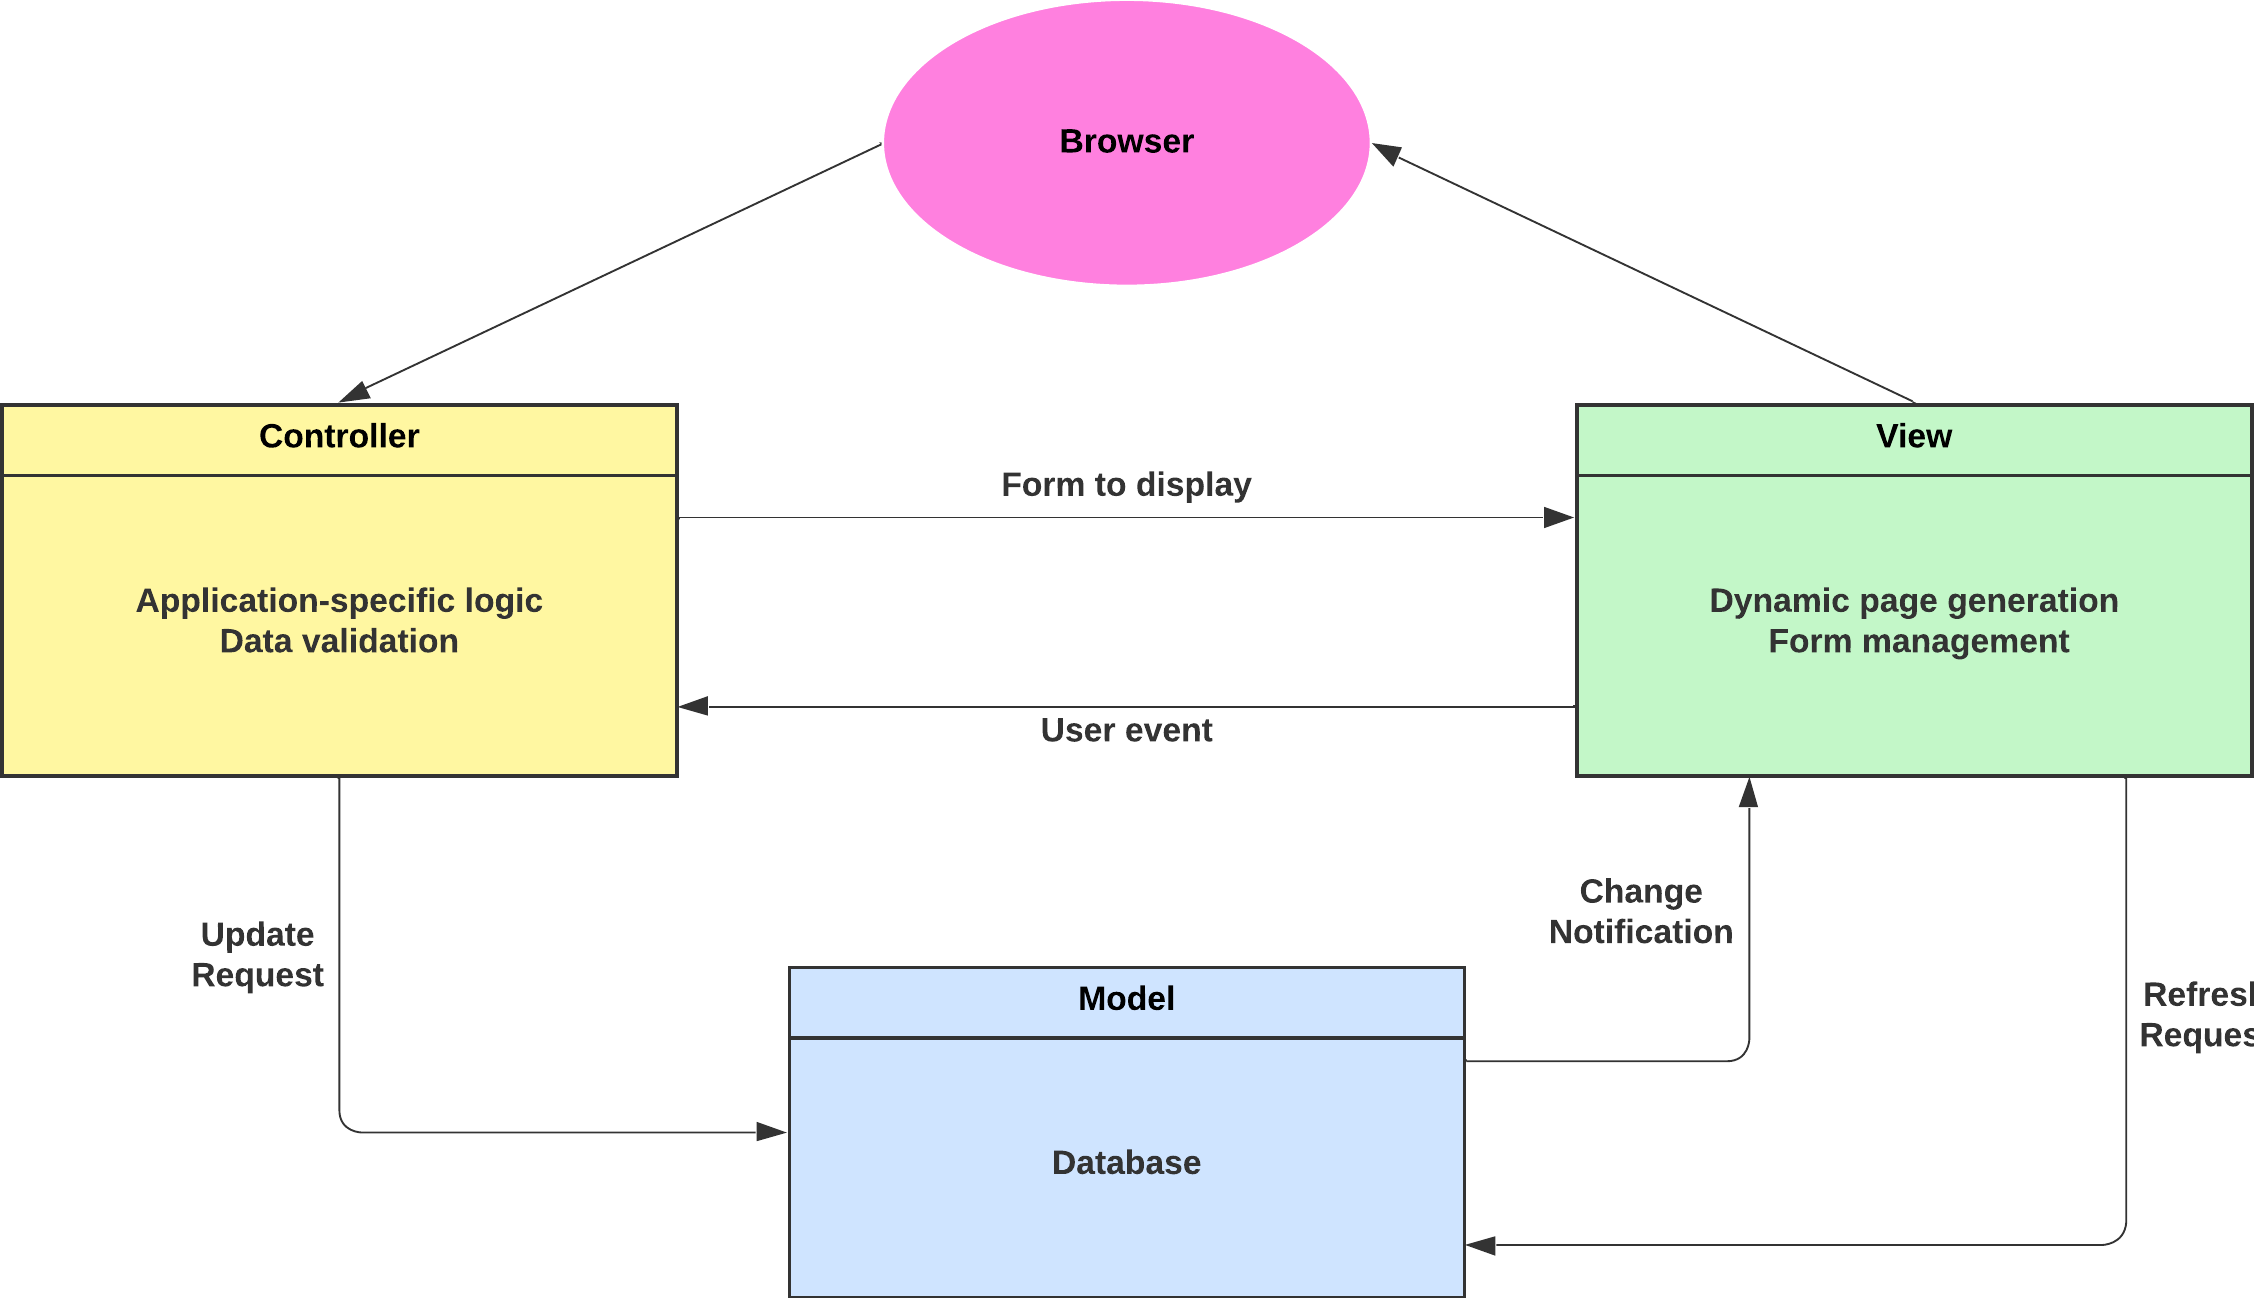 Browser
Controller
View
Form to display
Application-specific logic
Data validation
Dynamic page generation
Form management
User event
Change
Notification
Update
Request
Model
Refres
Reques
Database